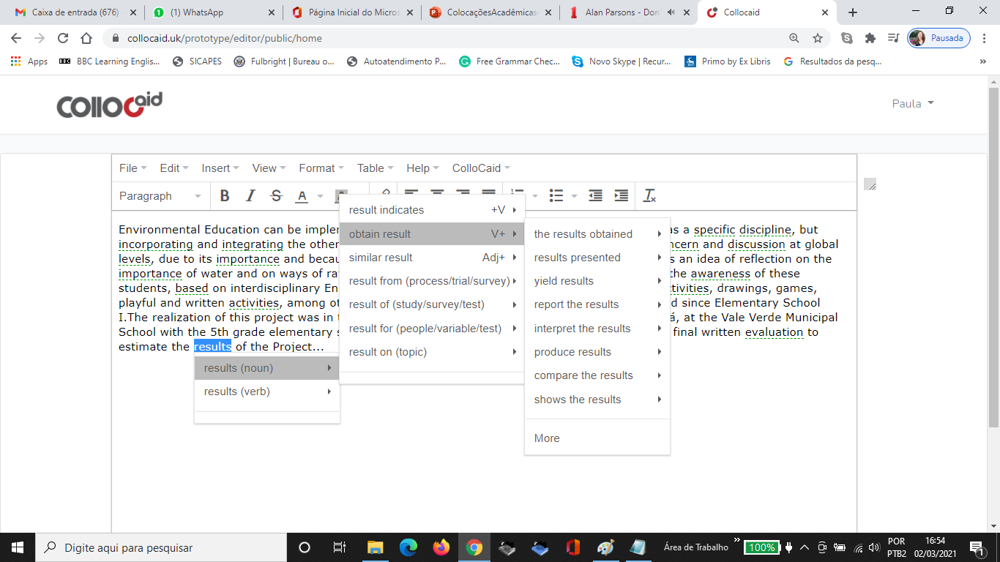 Caixa de entrada (676) -
(1) WhatsApp
Página Inicial do Micros
ColocaçõesAcadêmicas
Alan Parsons - Don
Collocaid
collocaid.uk/prototype/editor/public/home
Pausada
Apps
BBC Learning Englis...
SICAPES
Fulbright | Bureau o...
Autoatendimento P...
Free Grammar Chec...
Novo Skype | Recur...
Primo by Ex Libris
Resultados da pesq...
»
COllOCaid
Paula
File Edit Insert View Format Table Help ColloCaid
Paragraph B I S A A
Environmental Education can be implem
as a specific discipline, but
incorporating and integrating the other
ncern and discussion at global
levels, due to its importance and becau
s an idea of reflection on the
importance of water and on ways of ra
the awareness of these
students, based on interdisciplinary En
ctivities, drawings, games,
playful and written activities, among ot
d since Elementary School
I.The realization of this project was in t
á, at the Vale Verde Municipal
School with the 5th grade elementary s
final written evaluation to
estimate the results of the Project...
results (noun)
results (verb)
result indicates +V
obtain result V+
similar result Adj+
result from (process/trial/survey)
result of (study/survey/test)
result for (people/variable/test)
result on (topic)
the results obtained
results presented
yield results
report the results
interpret the results
produce results
compare the results
shows the results
More
Digite aqui para pesquisar
Área de Trabalho
»
100%
POR
PTB2
16:54
02/03/2021
1